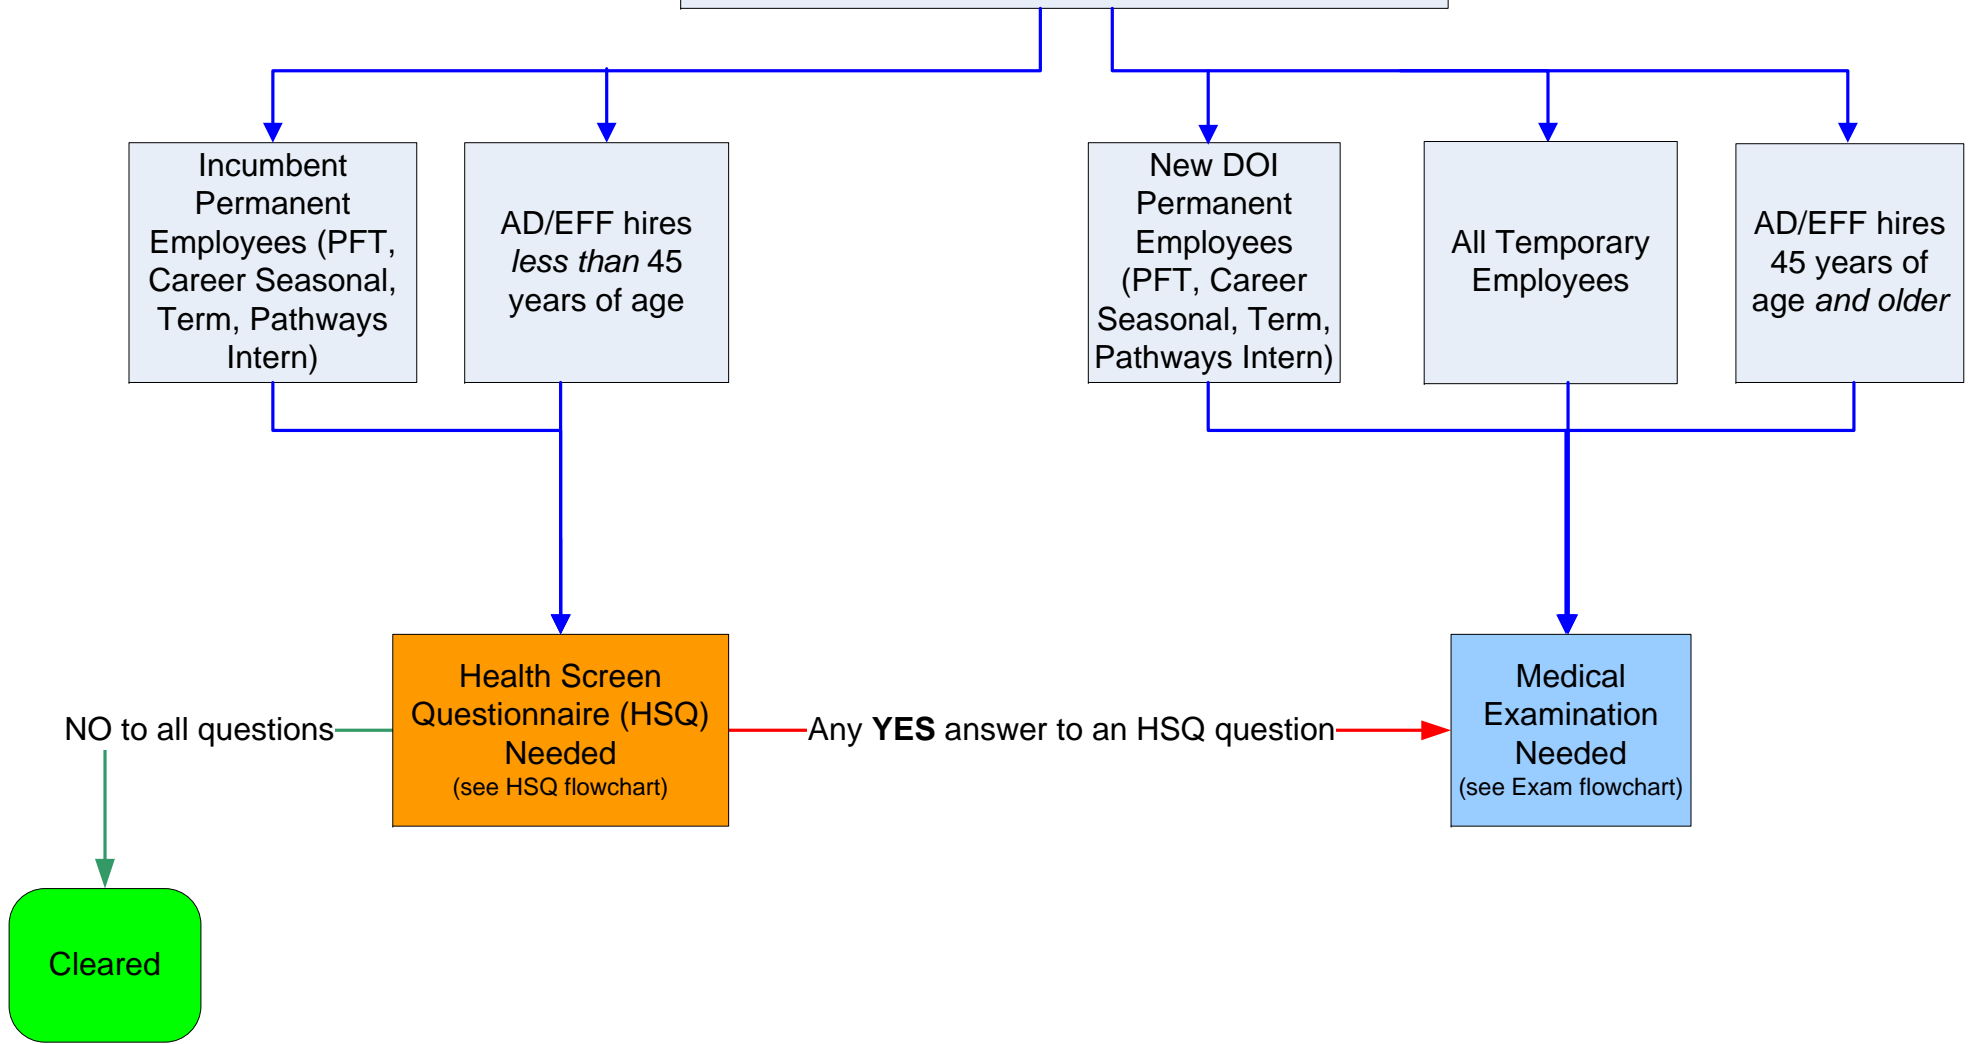 Incumbent
Permanent
Employees (PFT,
Career Seasonal,
Term, Pathways
Intern)
AD/EFF hires
less than 45
years of age
New DOI
Permanent
Employees
(PFT, Career
Seasonal, Term,
Pathways Intern)
All Temporary
Employees
AD/EFF hires
45 years of
age and older
Health Screen
Questionnaire (HSQ)
Needed
(see HSQ flowchart)
NO to all questions
Any YES answer to an HSQ question
Medical
Examination
Needed
(see Exam flowchart)
Cleared